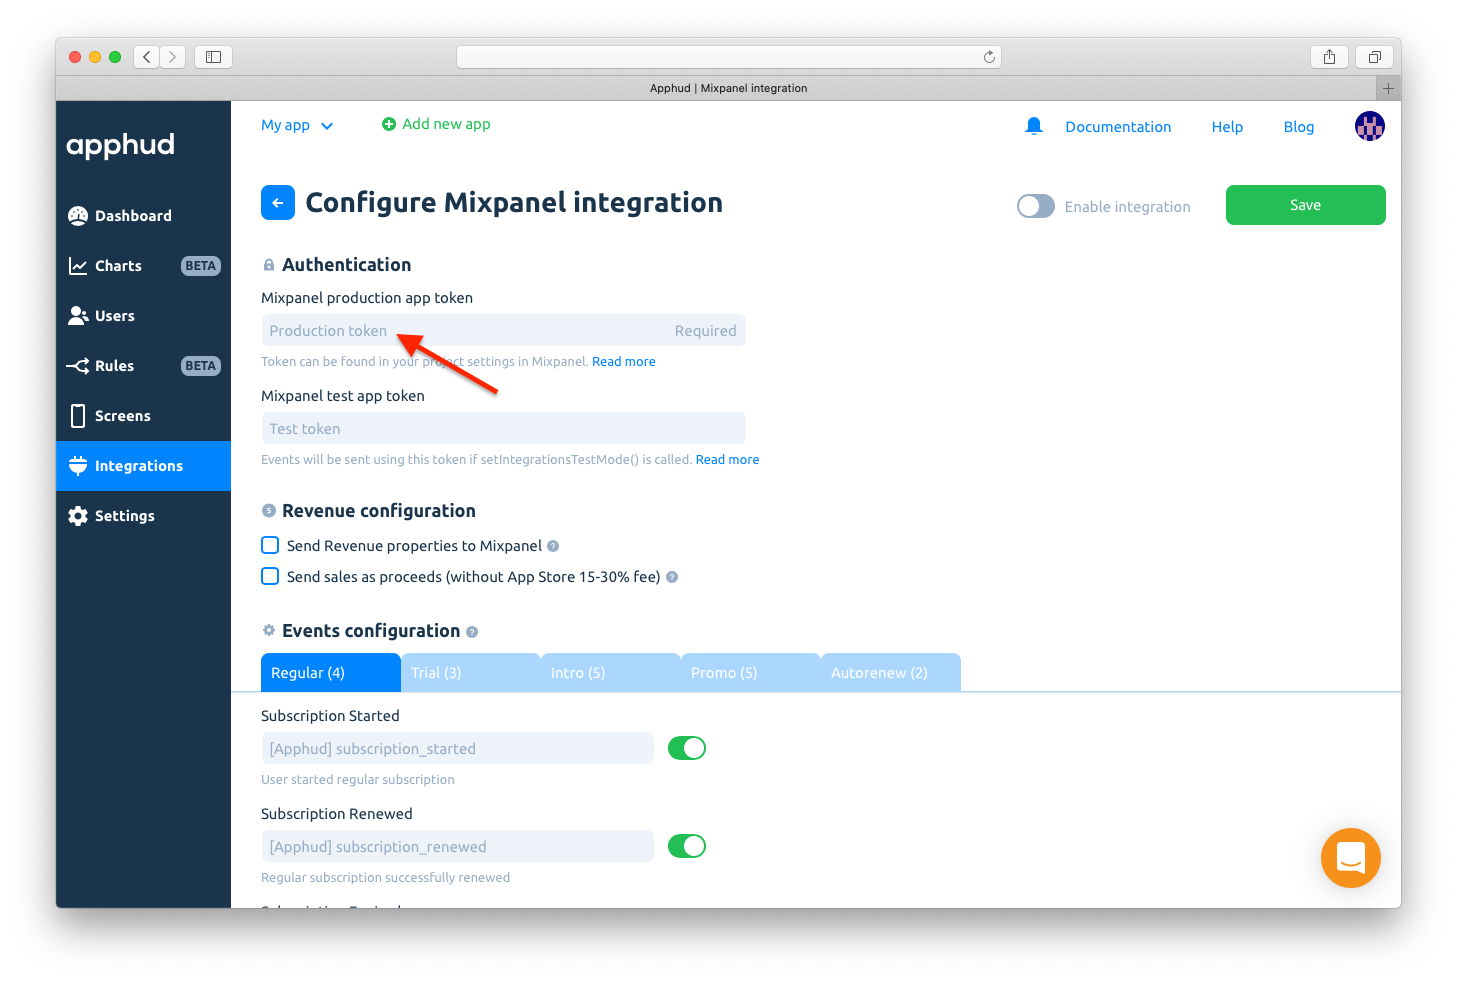 Apphud | Mixpanel integration
apphud
My app
Add new app
Documentation
Help
Blog
Dashboard
Charts BETA
Users
Rules BETA
Screens
Integrations
Settings
Configure Mixpanel integration
Enable integration
Save
Authentication
Mixpanel production app token
Production token Required
Token can be found in your project settings in Mixpanel. Read more
Mixpanel test app token
Test token
Events will be sent using this token if setIntegrationsTestMode() is called. Read more
Revenue configuration
Send Revenue properties to Mixpanel ?
Send sales as proceeds (without App Store 15-30% fee) ?
Events configuration ?
Regular (4) Trial (3) Intro (5) Promo (5) Autorenew (2)
Subscription Started
[Apphud] subscription_started
User started regular subscription
Subscription Renewed
[Apphud] subscription_renewed
Regular subscription successfully renewed